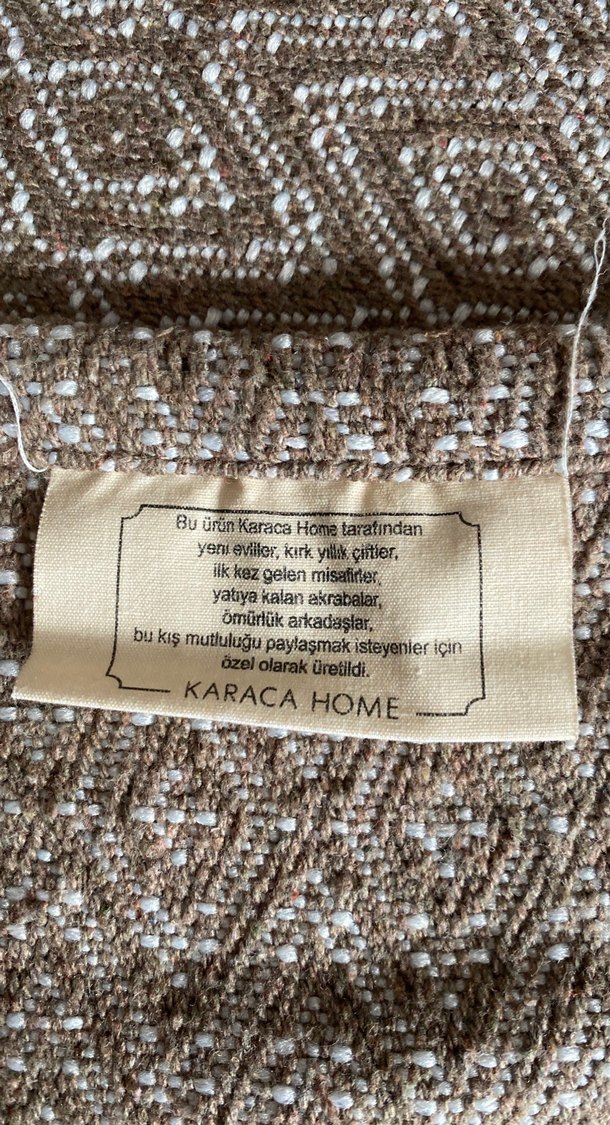 Bu ürün Karaca Home tarafından
yeni evliler, kırk yıllık çiftler,
ilk kez gelen misafirler,
yatıya kalan akrabalar,
ömürlük arkadaşlar,
bu kış mutluluğu paylaşmak isteyenler için
özel olarak üretildi.
KARACA HOME